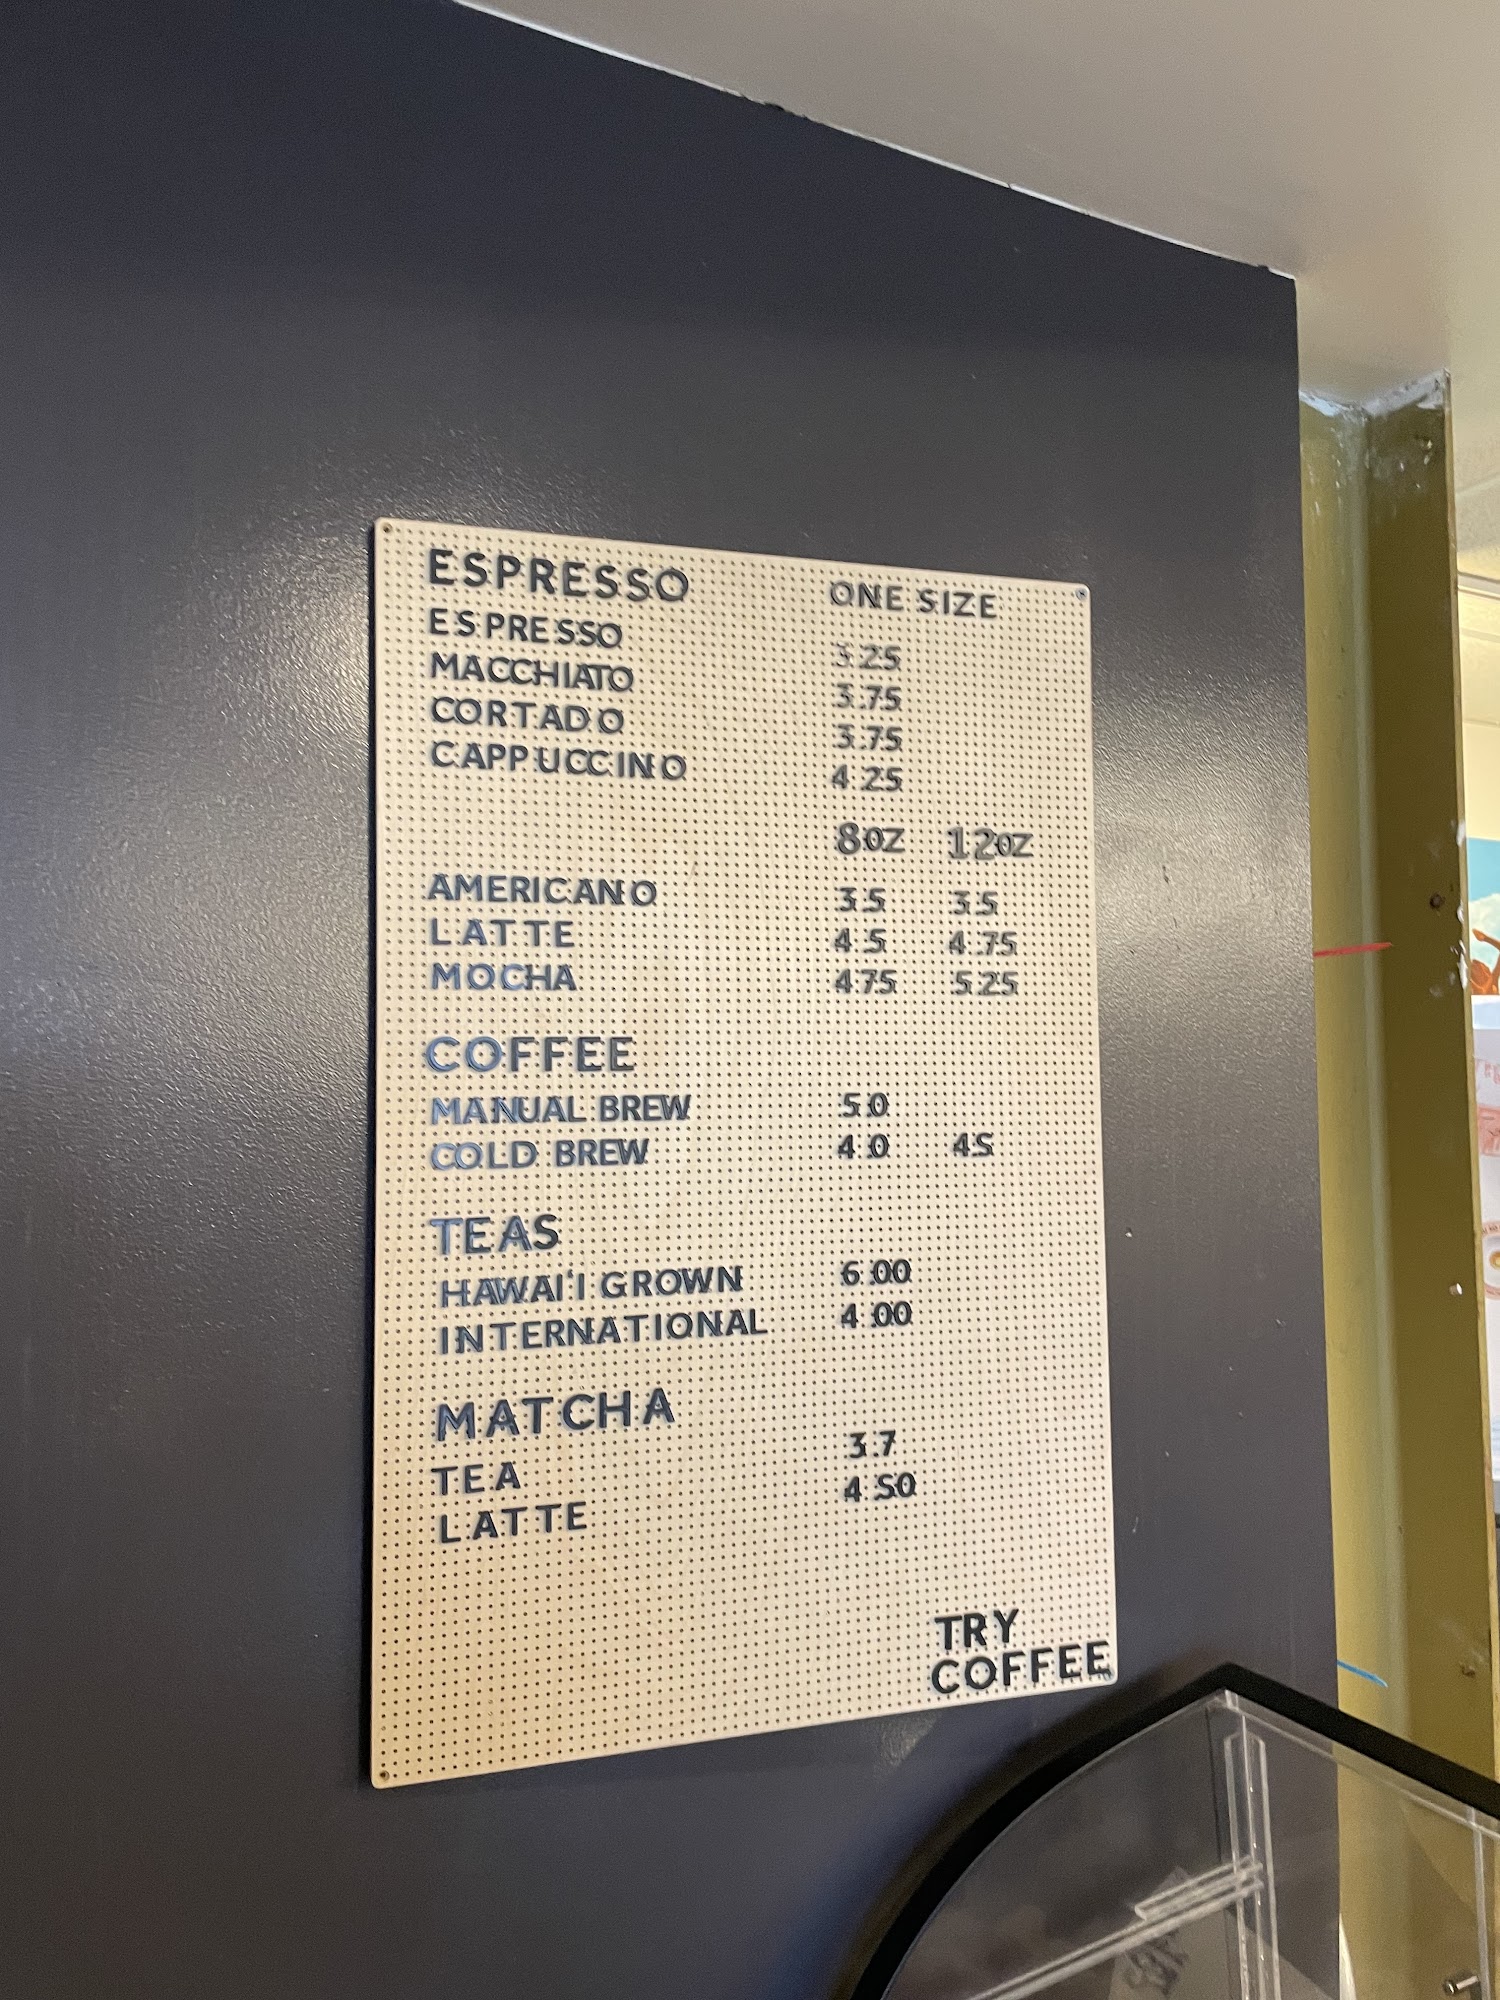 ESPRESSO ONE SIZE
ESPRESSO 3.25
MACCHIATO 3.75
CORTADO 3.75
CAPPUCCINO 4.25
8OZ 12OZ
AMERICANO 3.5 3.5
LATTE 4.5 4.75
MOCHA 4.75 5.25
COFFEE
MANUAL BREW 5.0
COLD BREW 4.0 4.5
TEAS
HAWAI'I GROWN 6.00
INTERNATIONAL 4.00
MATCHA
TEA 3.7
LATTE 4.50
TRY
COFFEE